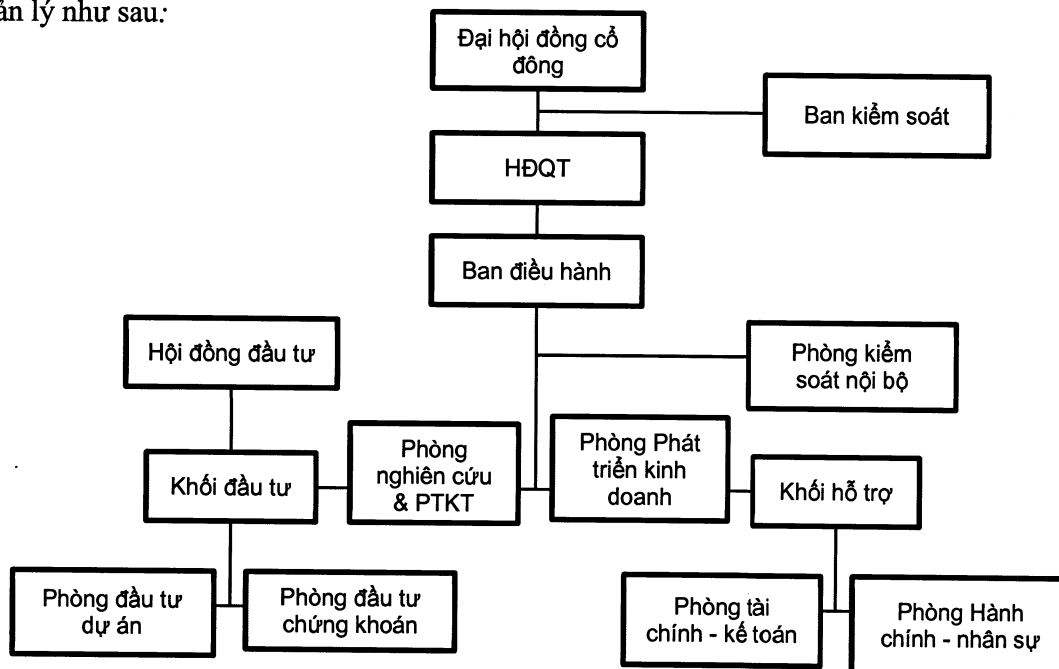 ản lý như sau:
Đại hội đồng cổ
đông
Ban kiểm soát
HĐQT
Ban điều hành
Hội đồng đầu tư
Phòng kiểm
soát nội bộ
Khối đầu tư
Phòng
nghiên cứu
& PTKT
Phòng Phát
triển kinh
doanh
Khối hỗ trợ
Phòng đầu tư
dự án
Phòng đầu tư
chứng khoán
Phòng tài
chính - kế toán
Phòng Hành
chính - nhân sự